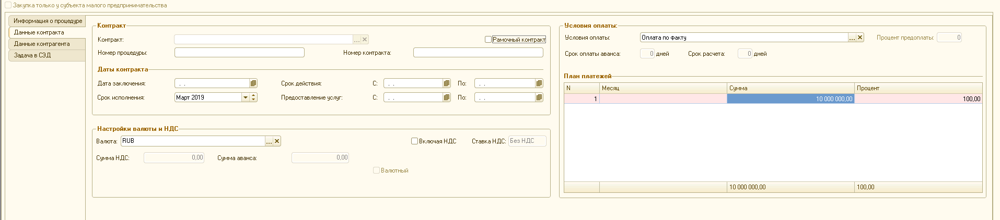 Закупка только у субъекта малого предпринимательства
Информация о процедуре
Данные контракта
Данные контрагента
Задача в СЭД
Контракт
Контракт: ... Рамочный контракт
Номер процедуры: Номер контракта:
Даты контракта
Дата заключения: . . Срок действия: С: . . По: . .
Срок исполнения: Март 2019 Предоставление услуг: С: . . По: . .
Настройки валюты и НДС
Валюта: RUB ... Включая НДС Ставка НДС: Без НДС
Сумма НДС: 0,00 Сумма аванса: 0,00
Валютный
Условия оплаты:
Условия оплаты: Оплата по факту ... Процент предоплаты: 0
Срок оплаты аванса: 0 дней Срок расчета: 0 дней
План платежей
N Месяц Сумма Процент
1 10 000 000,00 100,00
10 000 000,00 100,00